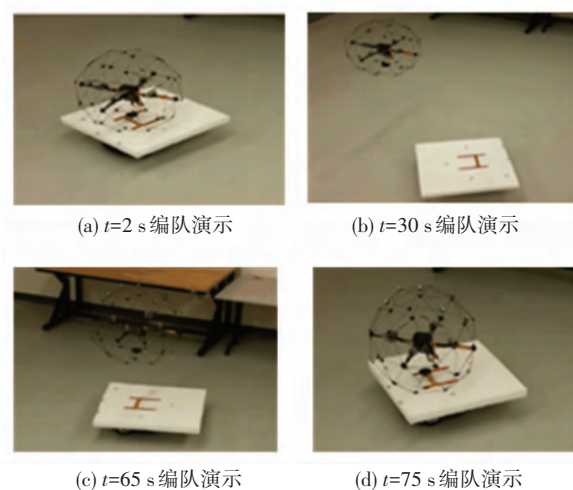 H
H
(a) t=2 s编队演示
(b) t=30 s编队演示
H
H
(c) t=65 s编队演示
(d) t=75 s编队演示